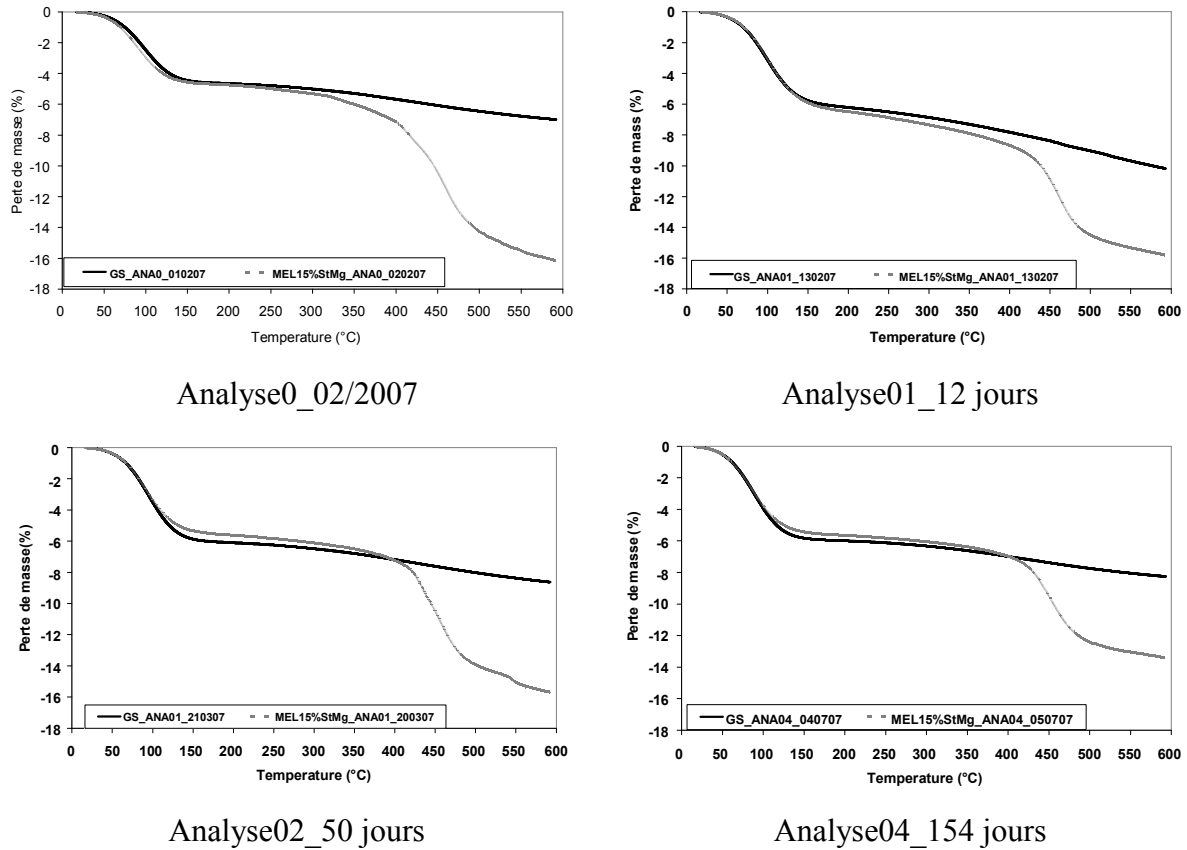 0
-2
-4
-6
-8
-10
-12
-14
-16
-18
Perte de masse (%)
GS_ANA0_010207 MEL15%StMg_ANA0_020207
0 50 100 150 200 250 300 350 400 450 500 550 600
Temperature (°C)
Analyse0_02/2007
0
-2
-4
-6
-8
-10
-12
-14
-16
-18
Perte de mass (%)
GS_ANA01_130207 MEL15%StMg_ANA01_130207
0 50 100 150 200 250 300 350 400 450 500 550 600
Temperature (°C)
Analyse01_12 jours
0
-2
-4
-6
-8
-10
-12
-14
-16
-18
Perte de masse(%)
GS_ANA01_210307 MEL15%StMg_ANA01_200307
0 50 100 150 200 250 300 350 400 450 500 550 600
Temperature (°C)
Analyse02_50 jours
0
-2
-4
-6
-8
-10
-12
-14
-16
-18
Perte de masse (%)
GS_ANA04_040707 MEL15%StMg_ANA04_050707
0 50 100 150 200 250 300 350 400 450 500 550 600
Temperature (°C)
Analyse04_154 jours